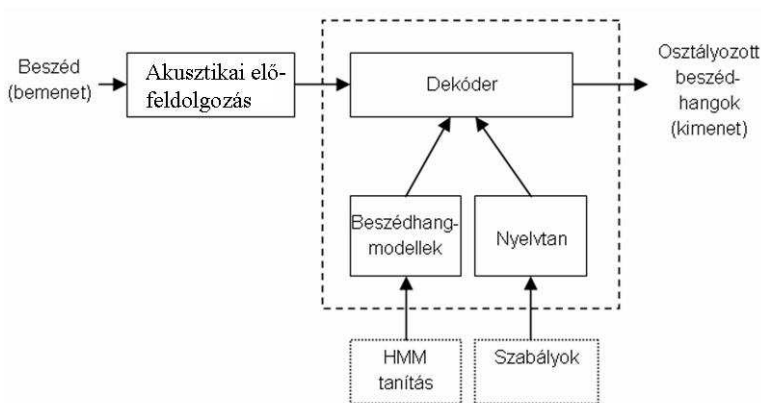 Beszéd
(bemenet)
Akusztikai elő-
feldolgozás
Dekóder
Osztályozott
beszéd-
hangok
(kimenet)
Beszédhang-
modellek
Nyelvtan
HMM
tanítás
Szabályok